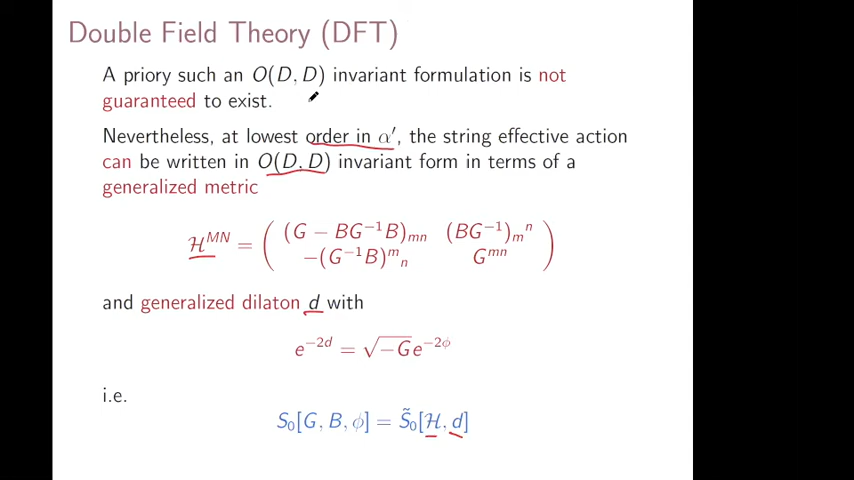 Double Field Theory (DFT)
A priory such an O(D, D) invariant formulation is not
guaranteed to exist.
Nevertheless, at lowest order in α′, the string effective action
can be written in O(D, D) invariant form in terms of a
generalized metric
ℋ^{MN} = ( (G − BG⁻¹B)_{mn} (BG⁻¹)_m{}^n
−(G⁻¹B)^m{}_n G^{mn} )
and generalized dilaton d with
e^{−2d} = √−G e^{−2φ}
i.e.
S₀[G, B, ϕ] = S̃₀[ℋ, d]